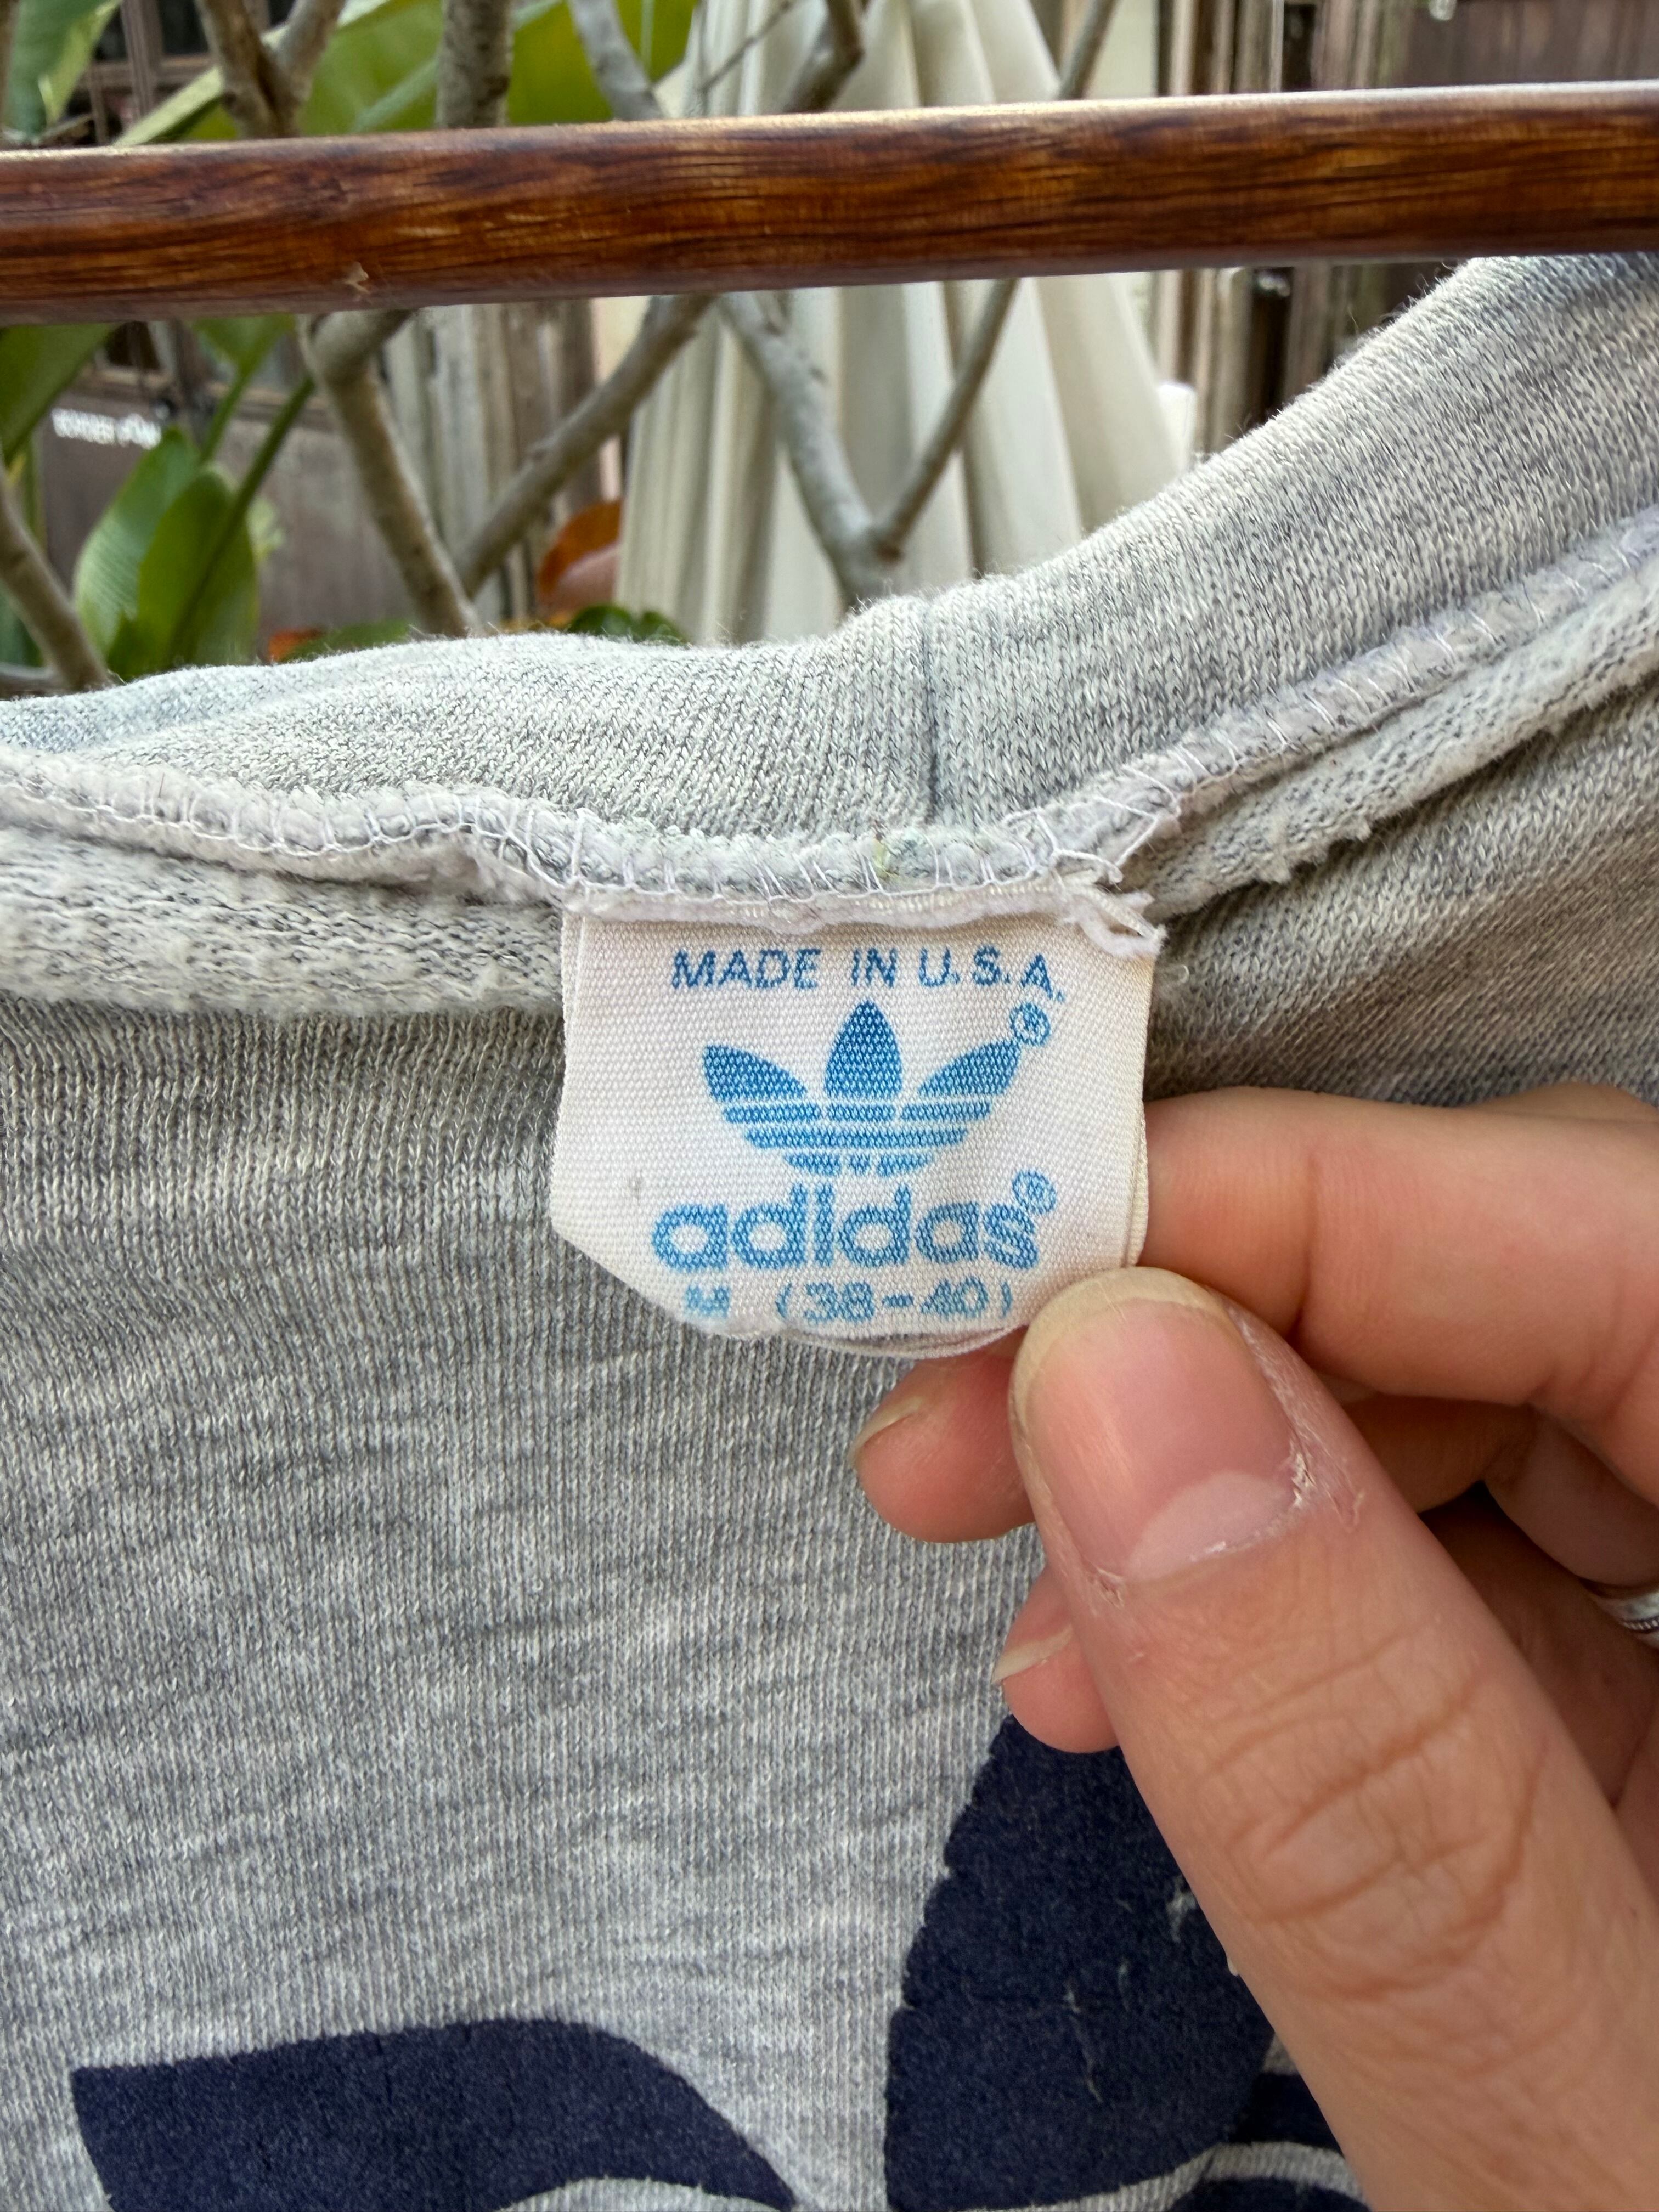 MADE IN U.S.A.
®
adidas®
M (38-40)